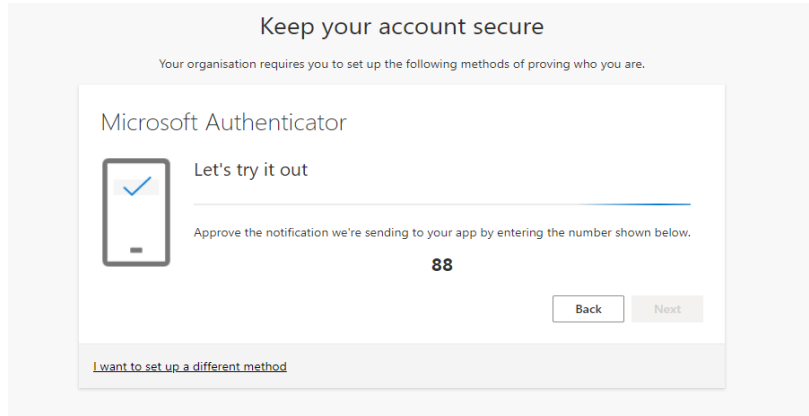 Keep your account secure
Your organisation requires you to set up the following methods of proving who you are.
Microsoft Authenticator
Let's try it out
Approve the notification we're sending to your app by entering the number shown below.
88
Back
Next
I want to set up a different method